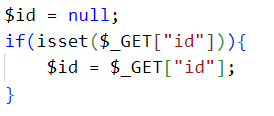 $id = null;
if(isset($_GET["id"])){
    $id = $_GET["id"];
}